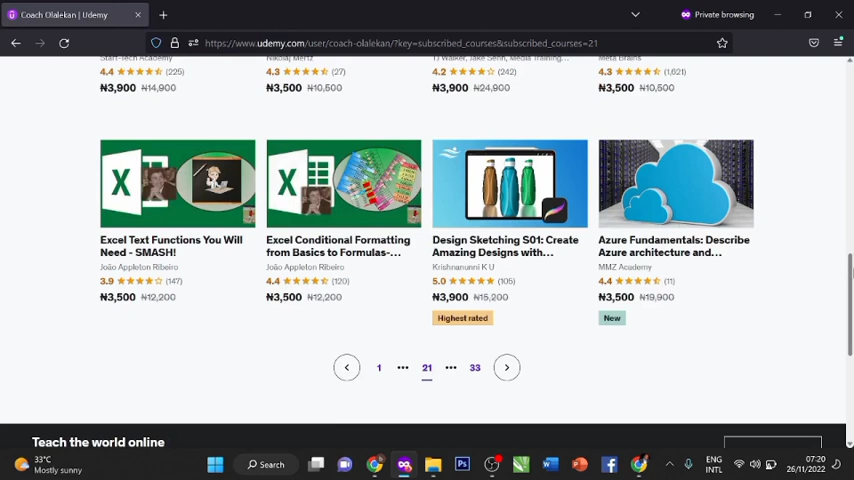 Coach Olalekan | Udemy
Private browsing
https://www.udemy.com/user/coach-olalekan/?key=subscribed_courses&subscribed_courses=21
Start-Tech Academy
Nikolaj Mertz
TJ Walker, Jake Serin, Media Training...
Meta Brains
4.4 (225)
4.3 (27)
4.2 (242)
4.3 (1,021)
₦3,900 ₦14,900
₦3,500 ₦10,500
₦3,900 ₦24,900
₦3,500 ₦10,500
Excel Text Functions You Will
Need - SMASH!
João Appleton Ribeiro
3.9 (147)
₦3,500 ₦12,200
Excel Conditional Formatting
from Basics to Formulas-...
João Appleton Ribeiro
4.4 (120)
₦3,500 ₦12,200
Design Sketching S01: Create
Amazing Designs with...
Krishnanunni K U
5.0 (105)
₦3,900 ₦15,200
Highest rated
Azure Fundamentals: Describe
Azure architecture and...
MMZ Academy
4.4 (11)
₦3,500 ₦19,900
New
1 ••• 21 ••• 33
Teach the world online
33°C
Mostly sunny
Search
ENG
INTL
07:20
26/11/2022